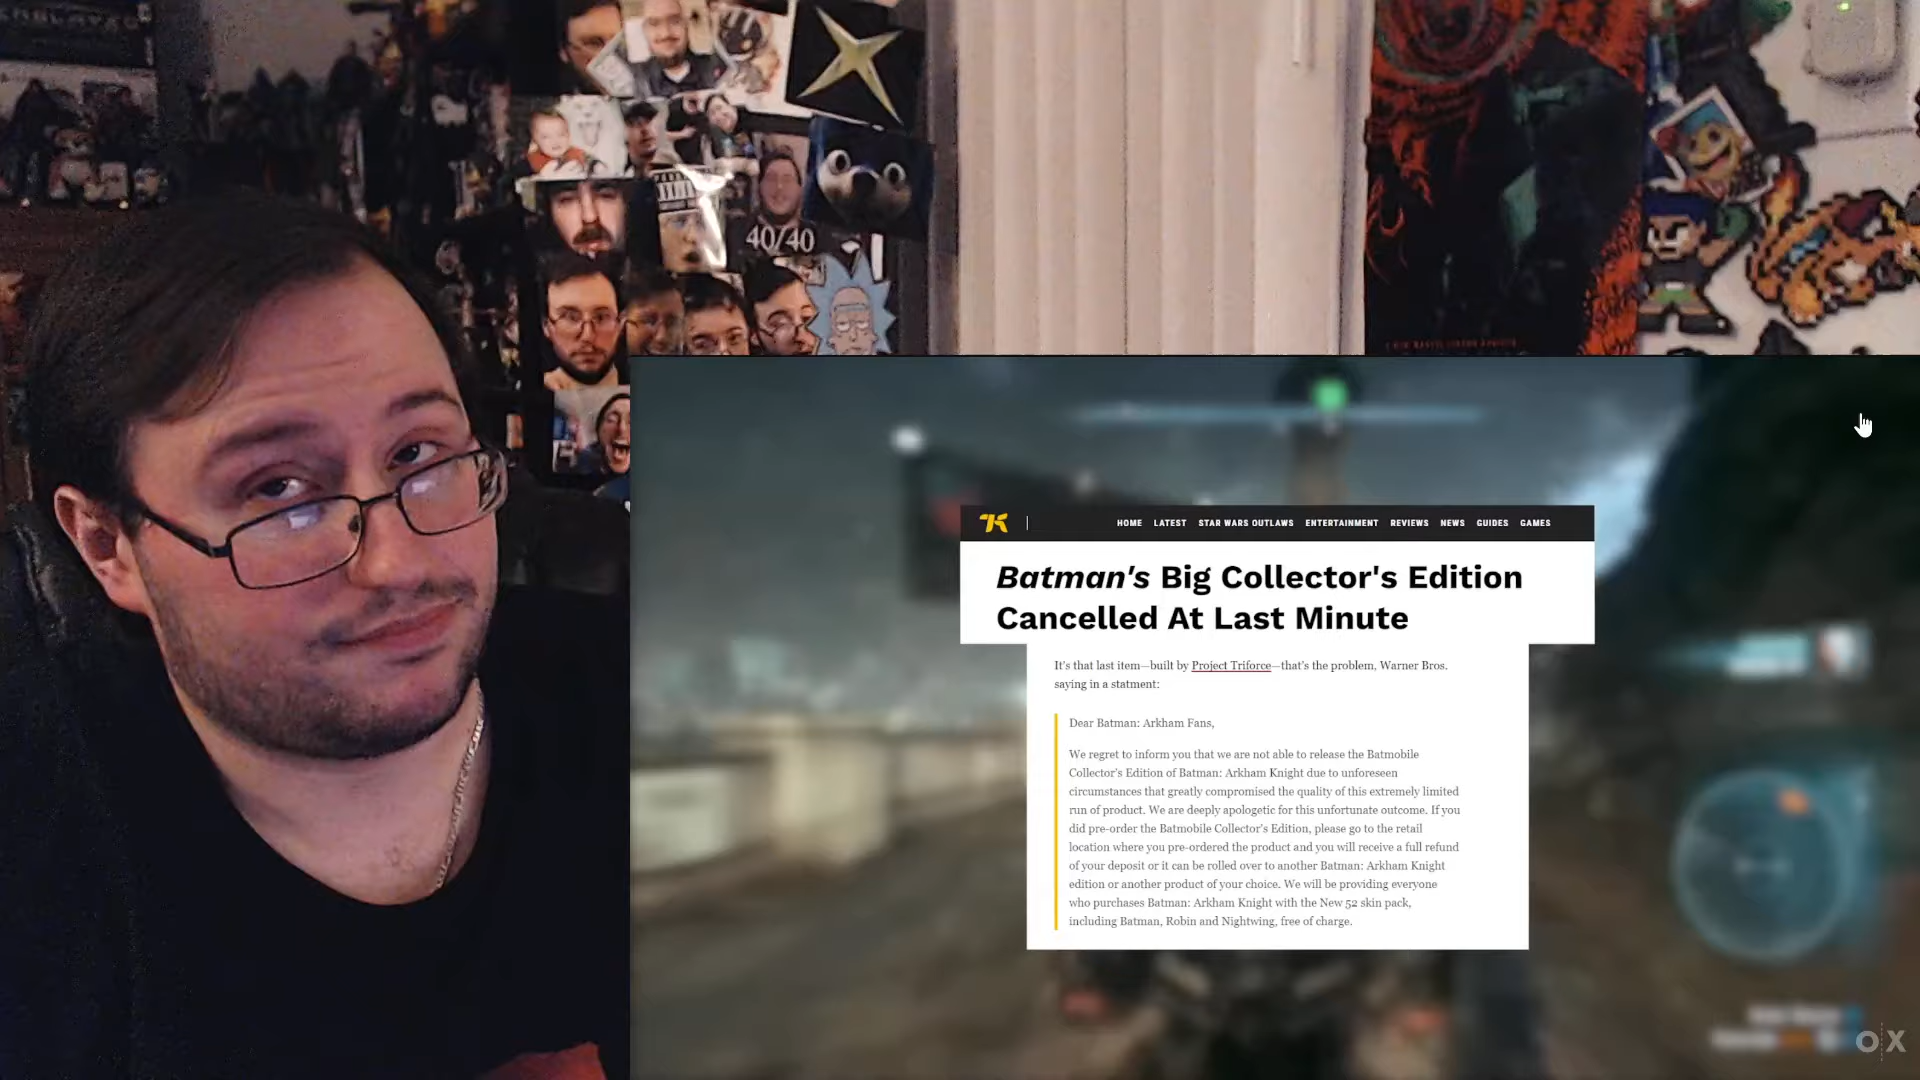 40/40
HOME LATEST STAR WARS OUTLAWS ENTERTAINMENT REVIEWS NEWS GUIDES GAMES
Batman's Big Collector's Edition
Cancelled At Last Minute
It's that last item—built by Project Triforce—that's the problem, Warner Bros.
saying in a statment:
Dear Batman: Arkham Fans,
We regret to inform you that we are not able to release the Batmobile
Collector's Edition of Batman: Arkham Knight due to unforeseen
circumstances that greatly compromised the quality of this extremely limited
run of product. We are deeply apologetic for this unfortunate outcome. If you
did pre-order the Batmobile Collector's Edition, please go to the retail
location where you pre-ordered the product and you will receive a full refund
of your deposit or it can be rolled over to another Batman: Arkham Knight
edition or another product of your choice. We will be providing everyone
who purchases Batman: Arkham Knight with the New 52 skin pack,
including Batman, Robin and Nightwing, free of charge.
OX